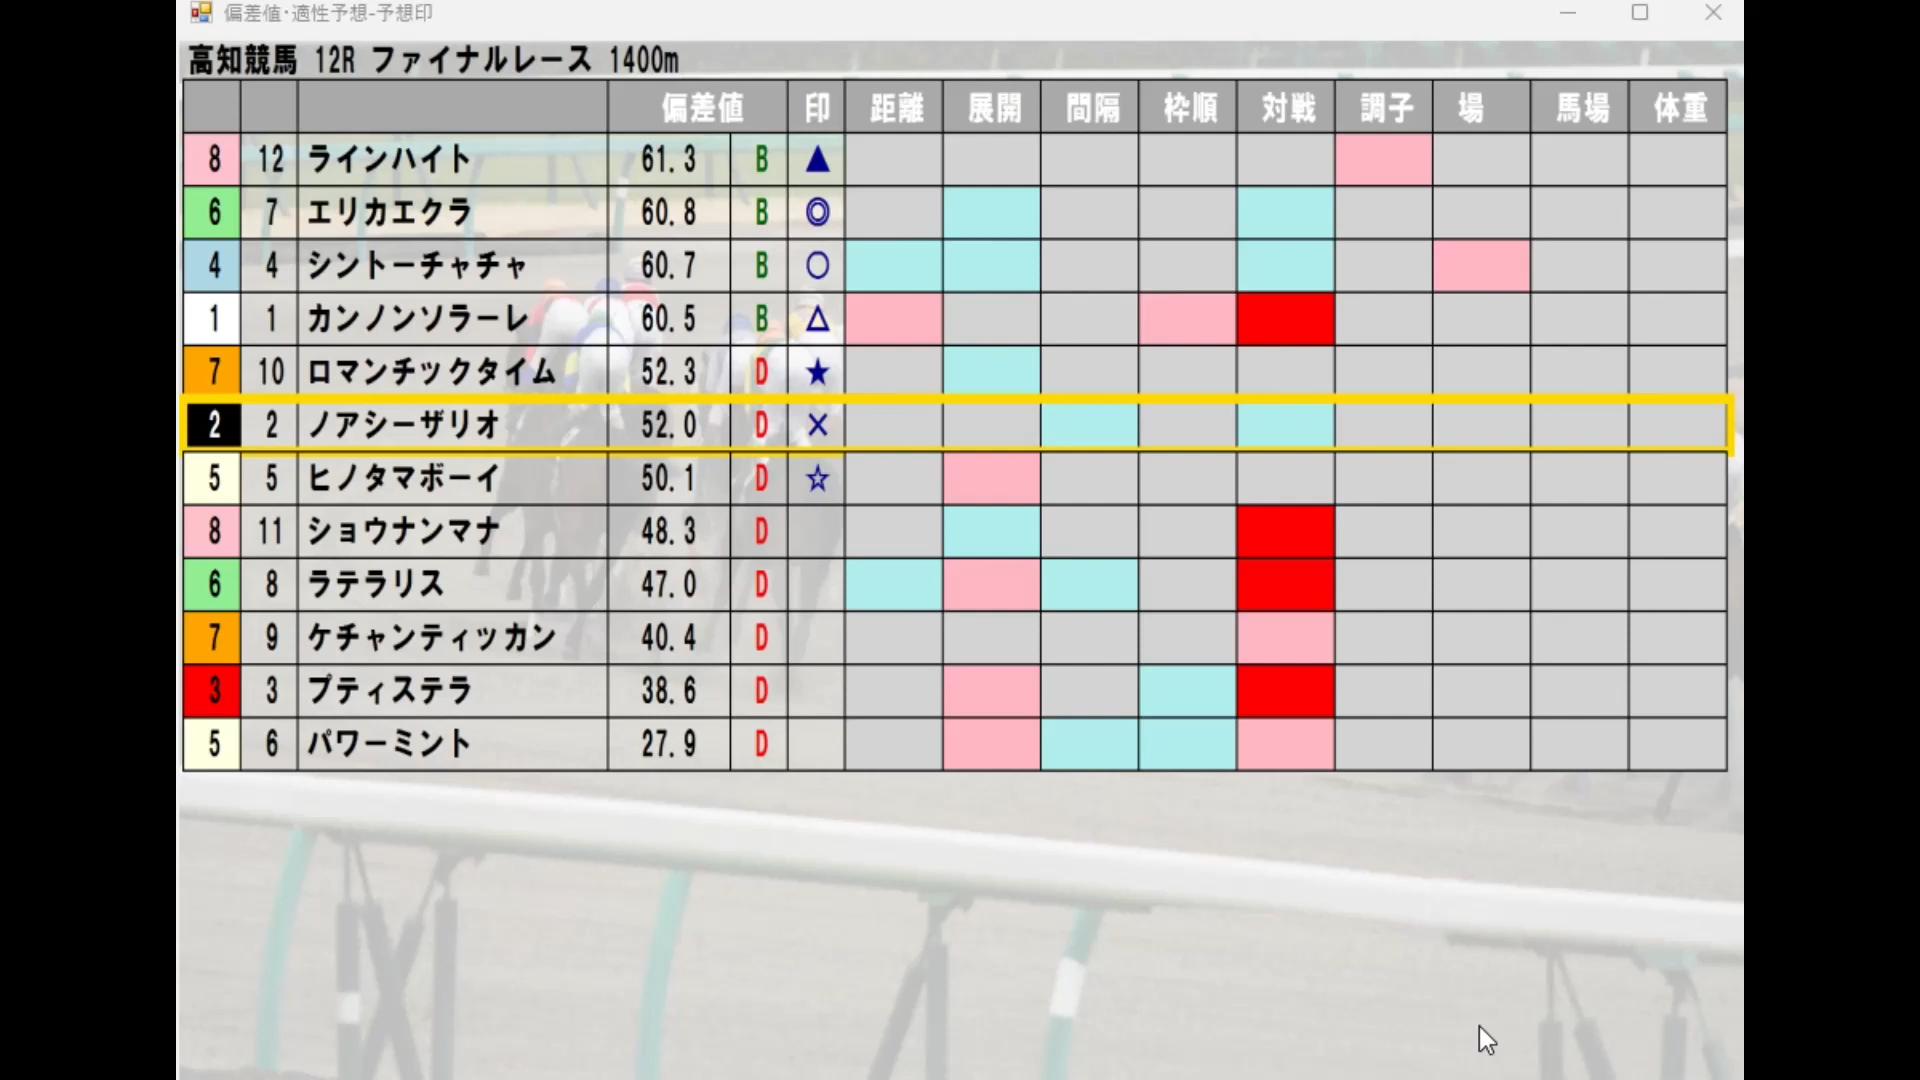 偏差値･適性予想-予想印
高知競馬 12R ファイナルレース 1400m
偏差値 印 距離 展開 間隔 枠順 対戦 調子 場 馬場 体重
8 12 ラインハイト 61.3 B ▲
6 7 エリカエクラ 60.8 B ◎
4 4 シントーチャチャ 60.7 B ○
1 1 カンノンソラーレ 60.5 B △
7 10 ロマンチックタイム 52.3 D ★
2 2 ノアシーザリオ 52.0 D ×
5 5 ヒノタマボーイ 50.1 D ☆
8 11 ショウナンマナ 48.3 D
6 8 ラテラリス 47.0 D
7 9 ケチャンティッカン 40.4 D
3 3 プティステラ 38.6 D
5 6 パワーミント 27.9 D